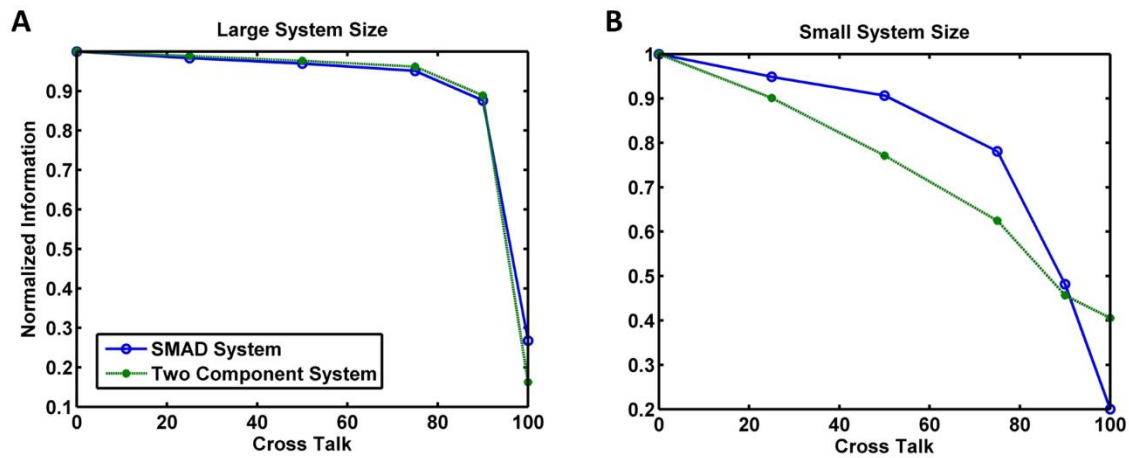 A
Large System Size
Normalized Information
0.9
0.8
0.7
0.6
0.5
0.4
0.3
0.2
0.1
SMAD System
Two Component System
0 20 40 60 80 100
Cross Talk
B
Small System Size
1
0.9
0.8
0.7
0.6
0.5
0.4
0.3
0.2
0 20 40 60 80 100
Cross Talk